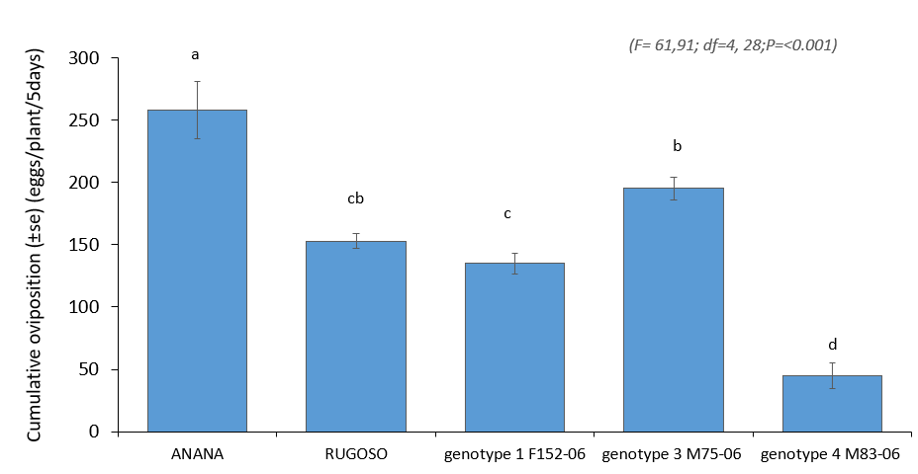 (F= 61,91; df=4, 28;P=<0.001)
Cumulative oviposition (±se) (eggs/plant/5days)
300
250
200
150
100
50
0
a
cb
c
b
d
ANANA
RUGOSO
genotype 1 F152-06
genotype 3 M75-06
genotype 4 M83-06